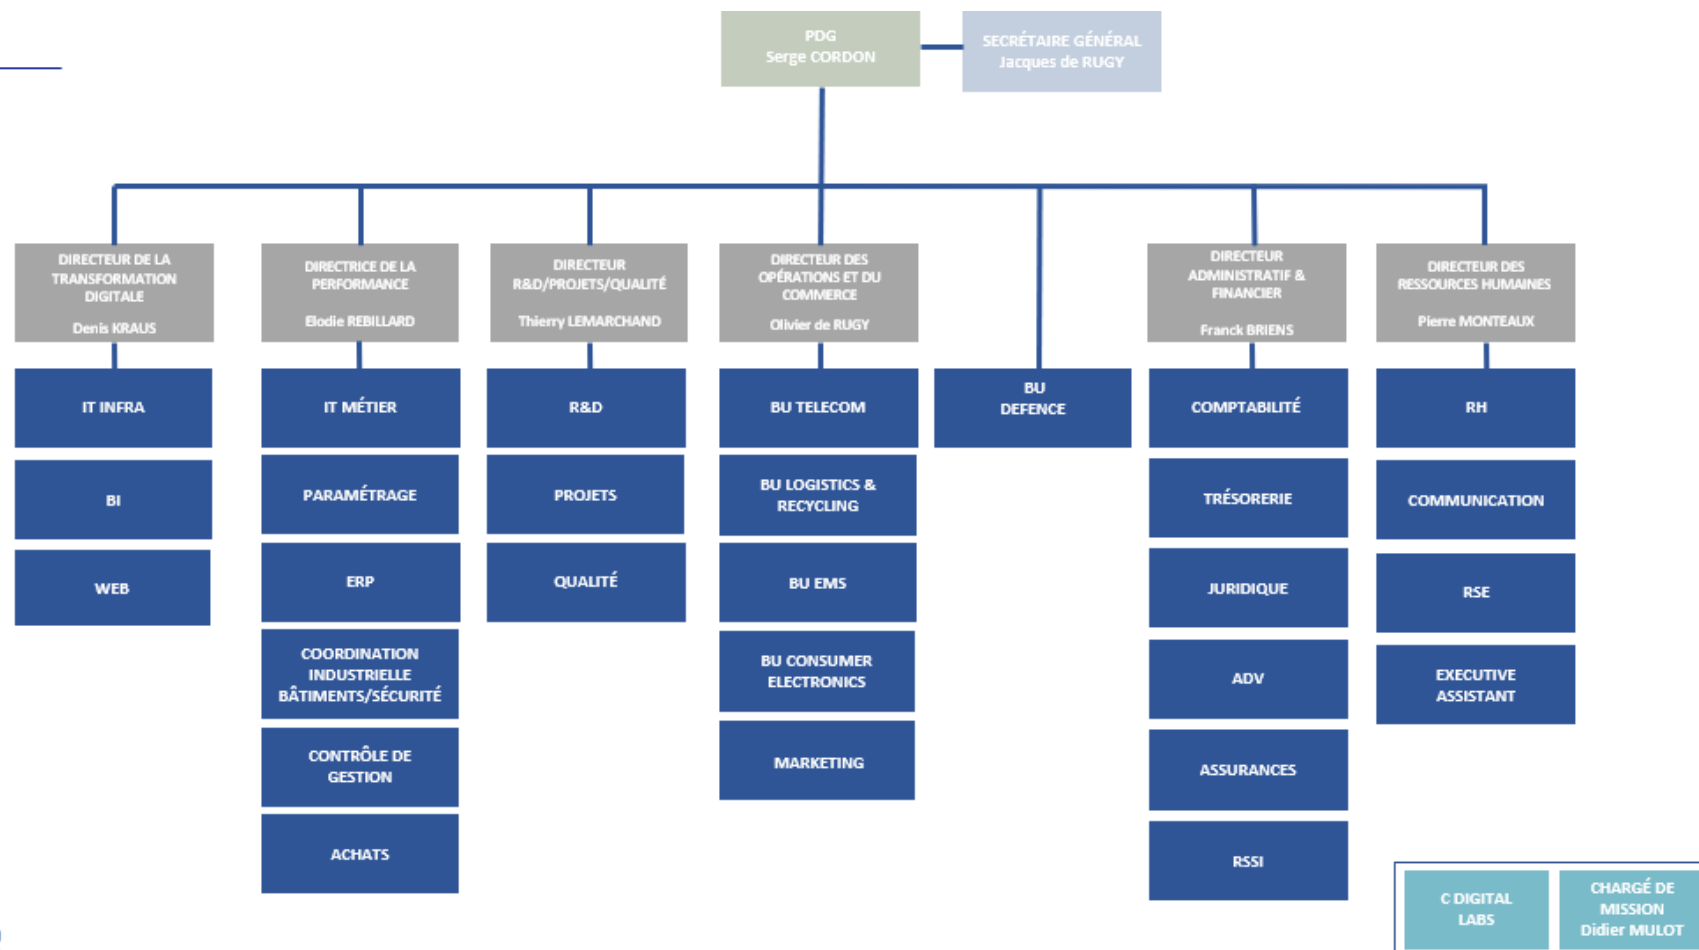 PDG
Serge CORDON
SECRÉTAIRE GÉNÉRAL
Jacques de RUGY
DIRECTEUR DE LA
TRANSFORMATION
DIGITALE
Denis KRAUS
DIRECTRICE DE LA
PERFORMANCE
Elodie REBILLARD
DIRECTEUR
R&D/PROJETS/QUALITÉ
Thierry LEMARCHAND
DIRECTEUR DES
OPÉRATIONS ET DU
COMMERCE
Olivier de RUGY
DIRECTEUR
ADMINISTRATIF &
FINANCIER
Franck BRIENS
DIRECTEUR DES
RESSOURCES HUMAINES
Pierre MONTEAUX
IT INFRA
BI
WEB
IT MÉTIER
PARAMÉTRAGE
ERP
COORDINATION
INDUSTRIELLE
BÂTIMENTS/SÉCURITÉ
CONTRÔLE DE
GESTION
ACHATS
R&D
PROJETS
QUALITÉ
BU TELECOM
BU LOGISTICS &
RECYCLING
BU EMS
BU CONSUMER
ELECTRONICS
MARKETING
BU
DEFENCE
COMPTABILITÉ
TRÉSORERIE
JURIDIQUE
ADV
ASSURANCES
RSSI
RH
COMMUNICATION
RSE
EXECUTIVE
ASSISTANT
C DIGITAL
LABS
CHARGÉ DE
MISSION
Didier MULOT